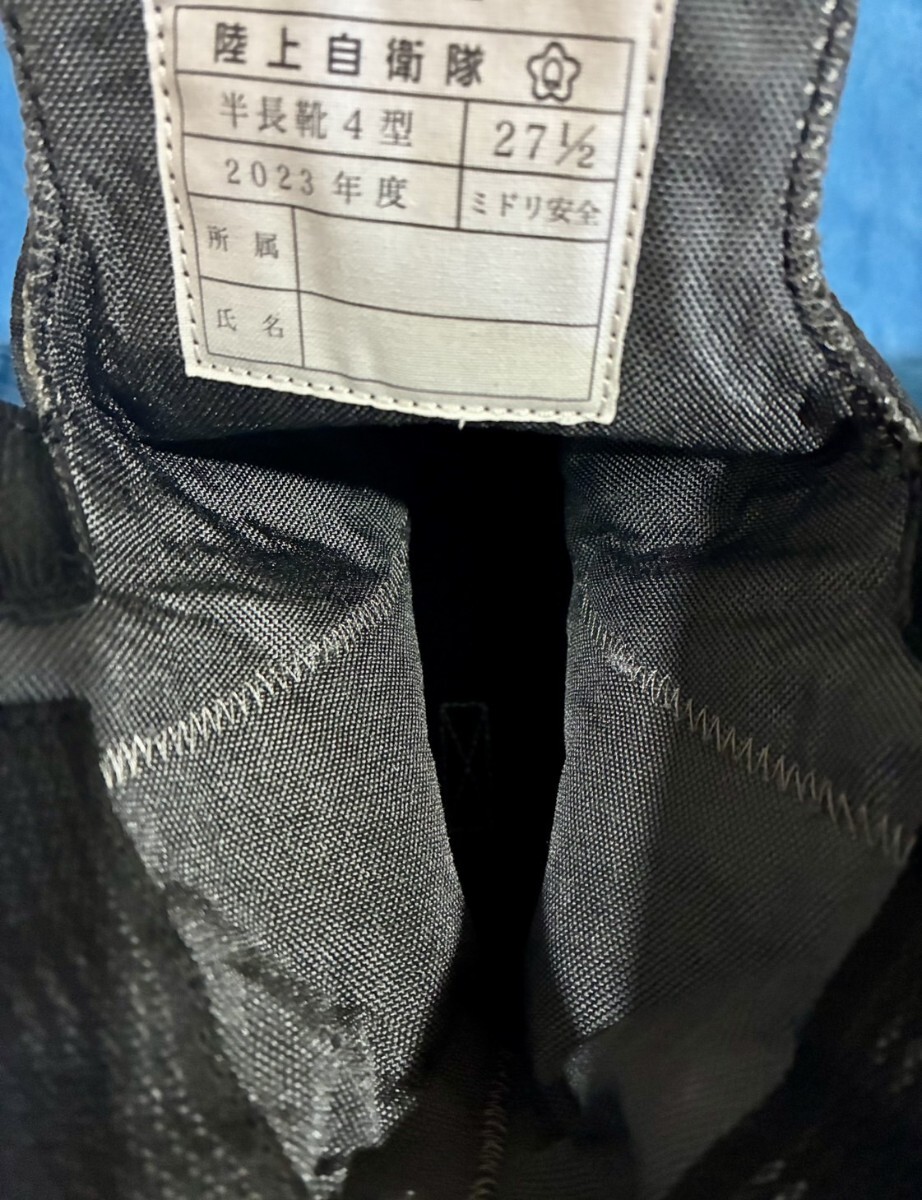 陸上自衛隊
半長靴4型 27½
2023年度 ミドリ安全
所属
氏名